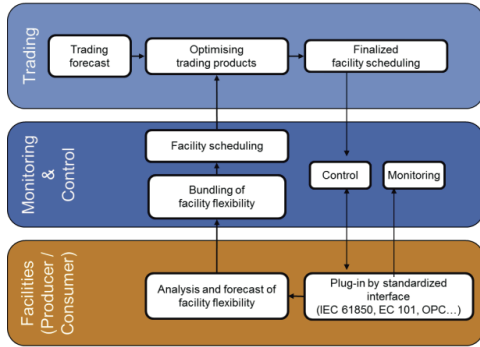 Trading
Trading
forecast
Optimising
trading products
Finalized
facility scheduling
Monitoring
&
Control
Facility scheduling
Bundling of
facility flexibility
Control
Monitoring
Facilities
(Producer /
Consumer)
Analysis and forecast of
facility flexibility
Plug-in by standardized
interface
(IEC 61850, EC 101, OPC...)